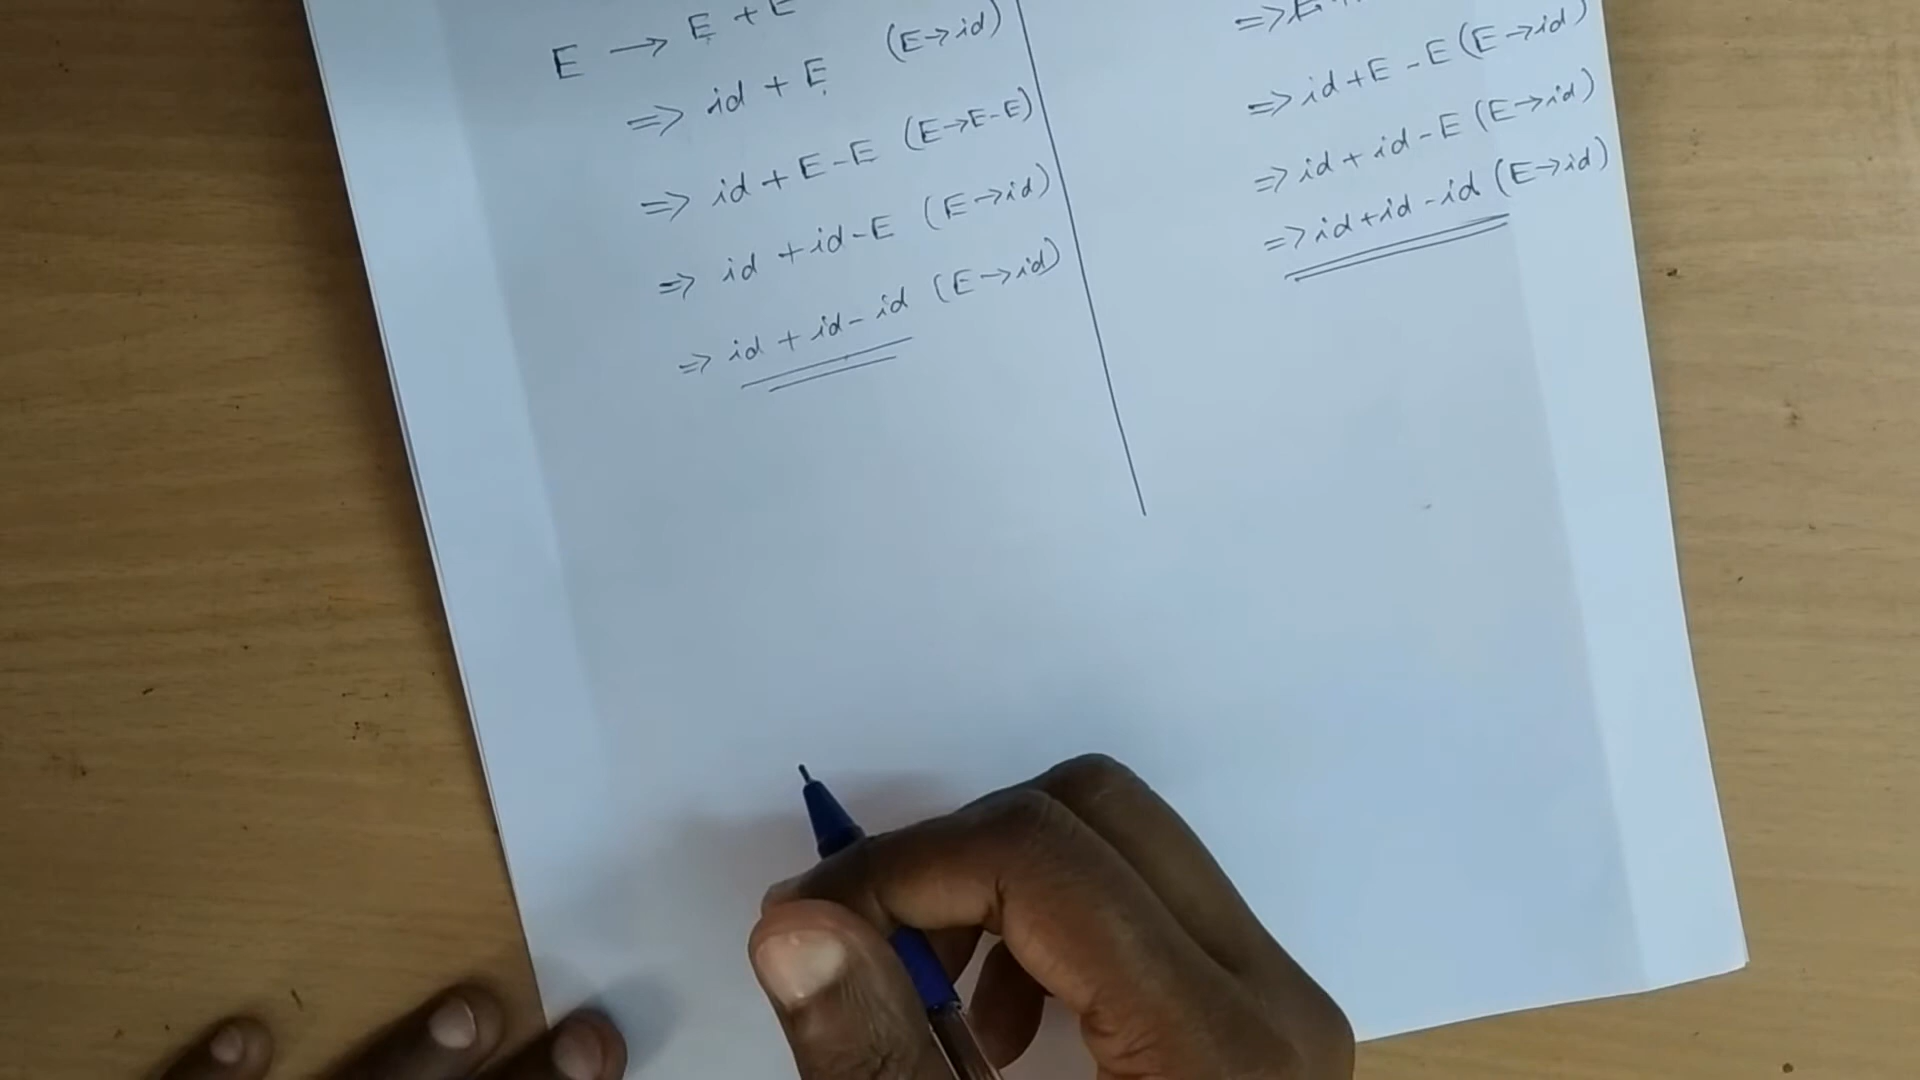 E → E + E
⇒ id + E (E→id)
⇒ id + E - E (E→E-E)
⇒ id + id - E (E→id)
⇒ id + id - id (E→id)
⇒ E
⇒ id + E - E (E→id)
⇒ id + id - E (E→id)
⇒ id + id - id (E→id)